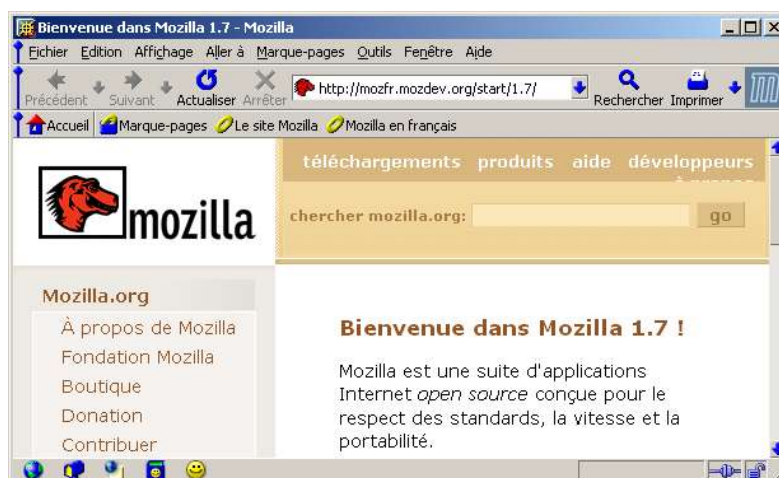 Bienvenue dans Mozilla 1.7 - Mozilla
Fichier Edition Affichage Aller à Marque-pages Outils Fenêtre Aide
Précédent Suivant Actualiser Arrêter http://mozfr.mozdev.org/start/1.7/ Rechercher Imprimer
Accueil Marque-pages Le site Mozilla Mozilla en français
téléchargements produits aide développeurs
mozilla
chercher mozilla.org: go
Mozilla.org
À propos de Mozilla
Fondation Mozilla
Boutique
Donation
Contribuer
Bienvenue dans Mozilla 1.7 !
Mozilla est une suite d'applications
Internet open source conçue pour le
respect des standards, la vitesse et la
portabilité.